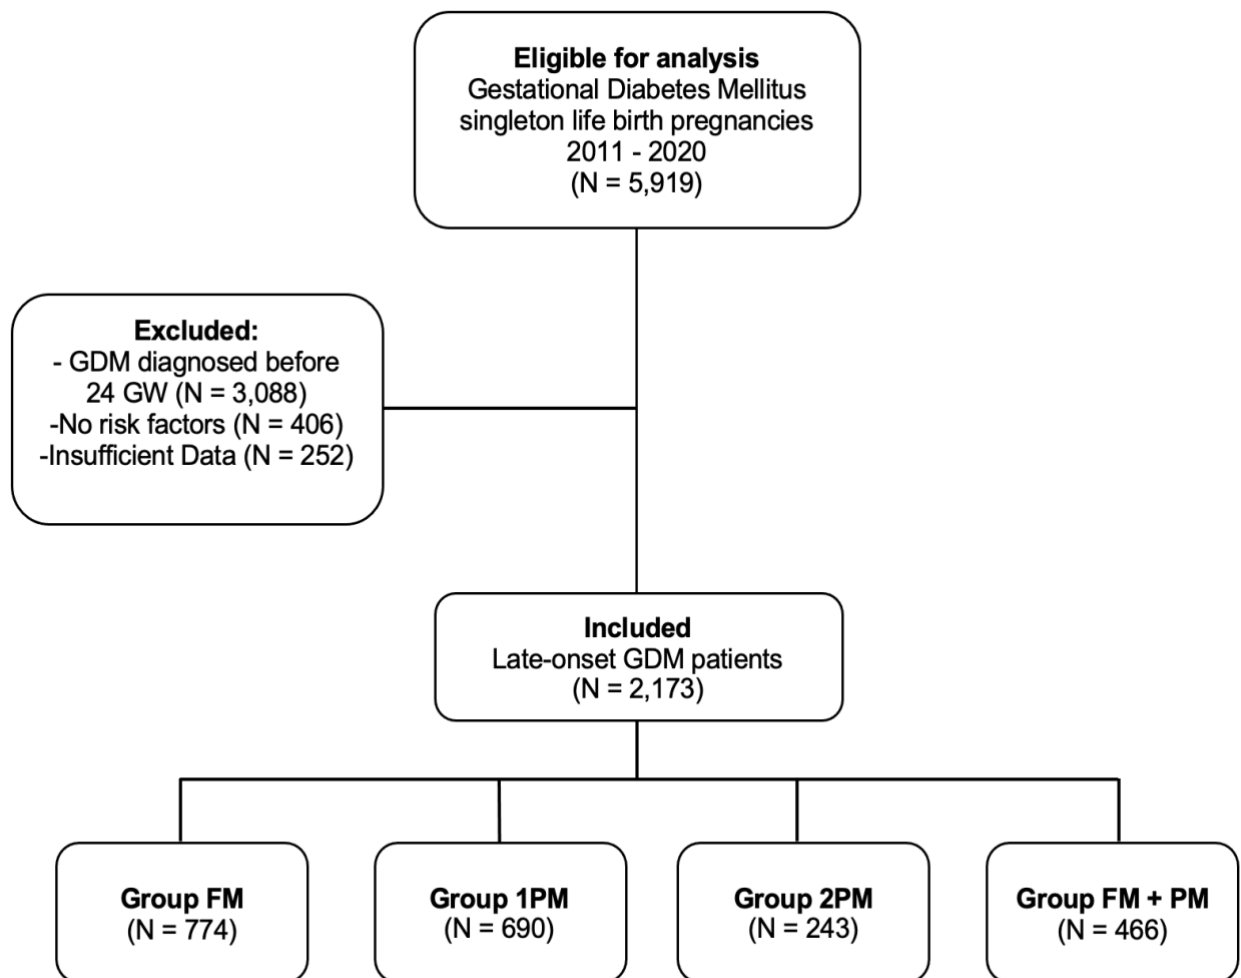 Eligible for analysis
Gestational Diabetes Mellitus
singleton life birth pregnancies
2011 - 2020
(N = 5,919)
Excluded:
- GDM diagnosed before
24 GW (N = 3,088)
-No risk factors (N = 406)
-Insufficient Data (N = 252)
Included
Late-onset GDM patients
(N = 2,173)
Group FM
(N = 774)
Group 1PM
(N = 690)
Group 2PM
(N = 243)
Group FM + PM
(N = 466)